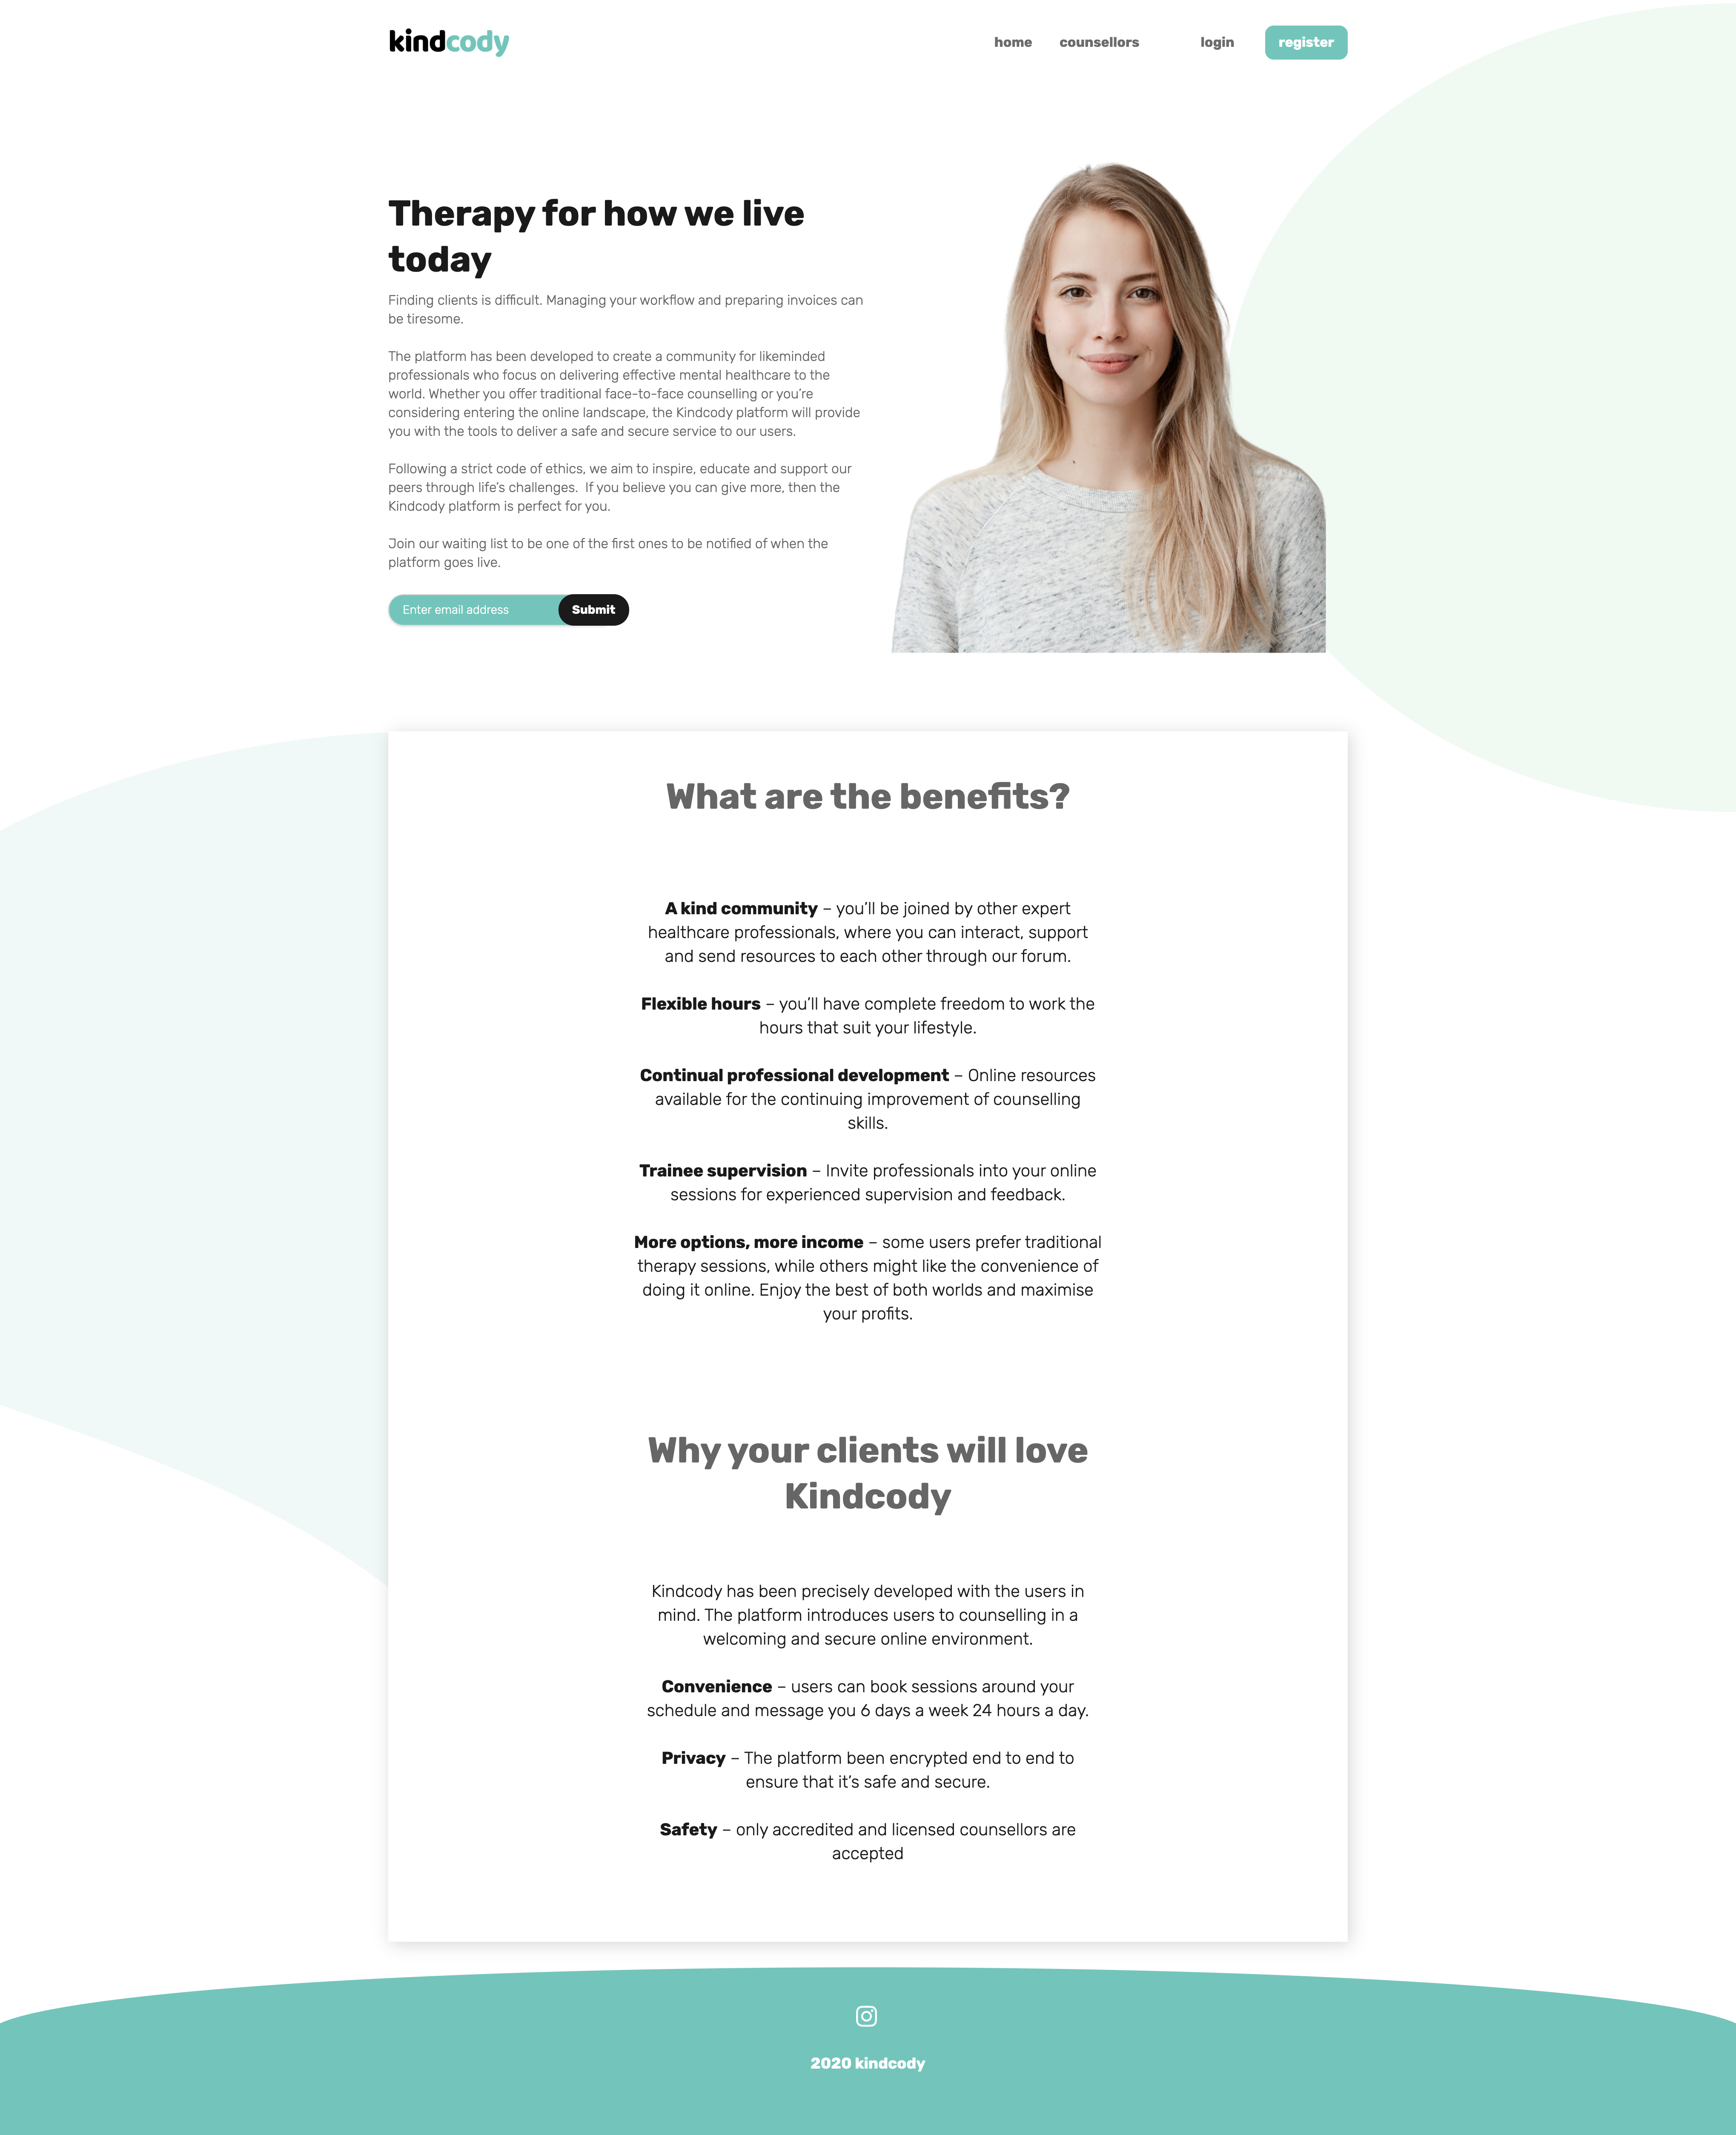 kindcody
home counsellors login register
Therapy for how we live
today
Finding clients is difficult. Managing your workflow and preparing invoices can
be tiresome.
The platform has been developed to create a community for likeminded
professionals who focus on delivering effective mental healthcare to the
world. Whether you offer traditional face-to-face counselling or you're
considering entering the online landscape, the Kindcody platform will provide
you with the tools to deliver a safe and secure service to our users.
Following a strict code of ethics, we aim to inspire, educate and support our
peers through life's challenges.  If you believe you can give more, then the
Kindcody platform is perfect for you.
Join our waiting list to be one of the first ones to be notified of when the
platform goes live.
Enter email address Submit
What are the benefits?
A kind community – you'll be joined by other expert
healthcare professionals, where you can interact, support
and send resources to each other through our forum.
Flexible hours – you'll have complete freedom to work the
hours that suit your lifestyle.
Continual professional development – Online resources
available for the continuing improvement of counselling
skills.
Trainee supervision – Invite professionals into your online
sessions for experienced supervision and feedback.
More options, more income – some users prefer traditional
therapy sessions, while others might like the convenience of
doing it online. Enjoy the best of both worlds and maximise
your profits.
Why your clients will love
Kindcody
Kindcody has been precisely developed with the users in
mind. The platform introduces users to counselling in a
welcoming and secure online environment.
Convenience – users can book sessions around your
schedule and message you 6 days a week 24 hours a day.
Privacy – The platform been encrypted end to end to
ensure that it's safe and secure.
Safety – only accredited and licensed counsellors are
accepted
2020 kindcody